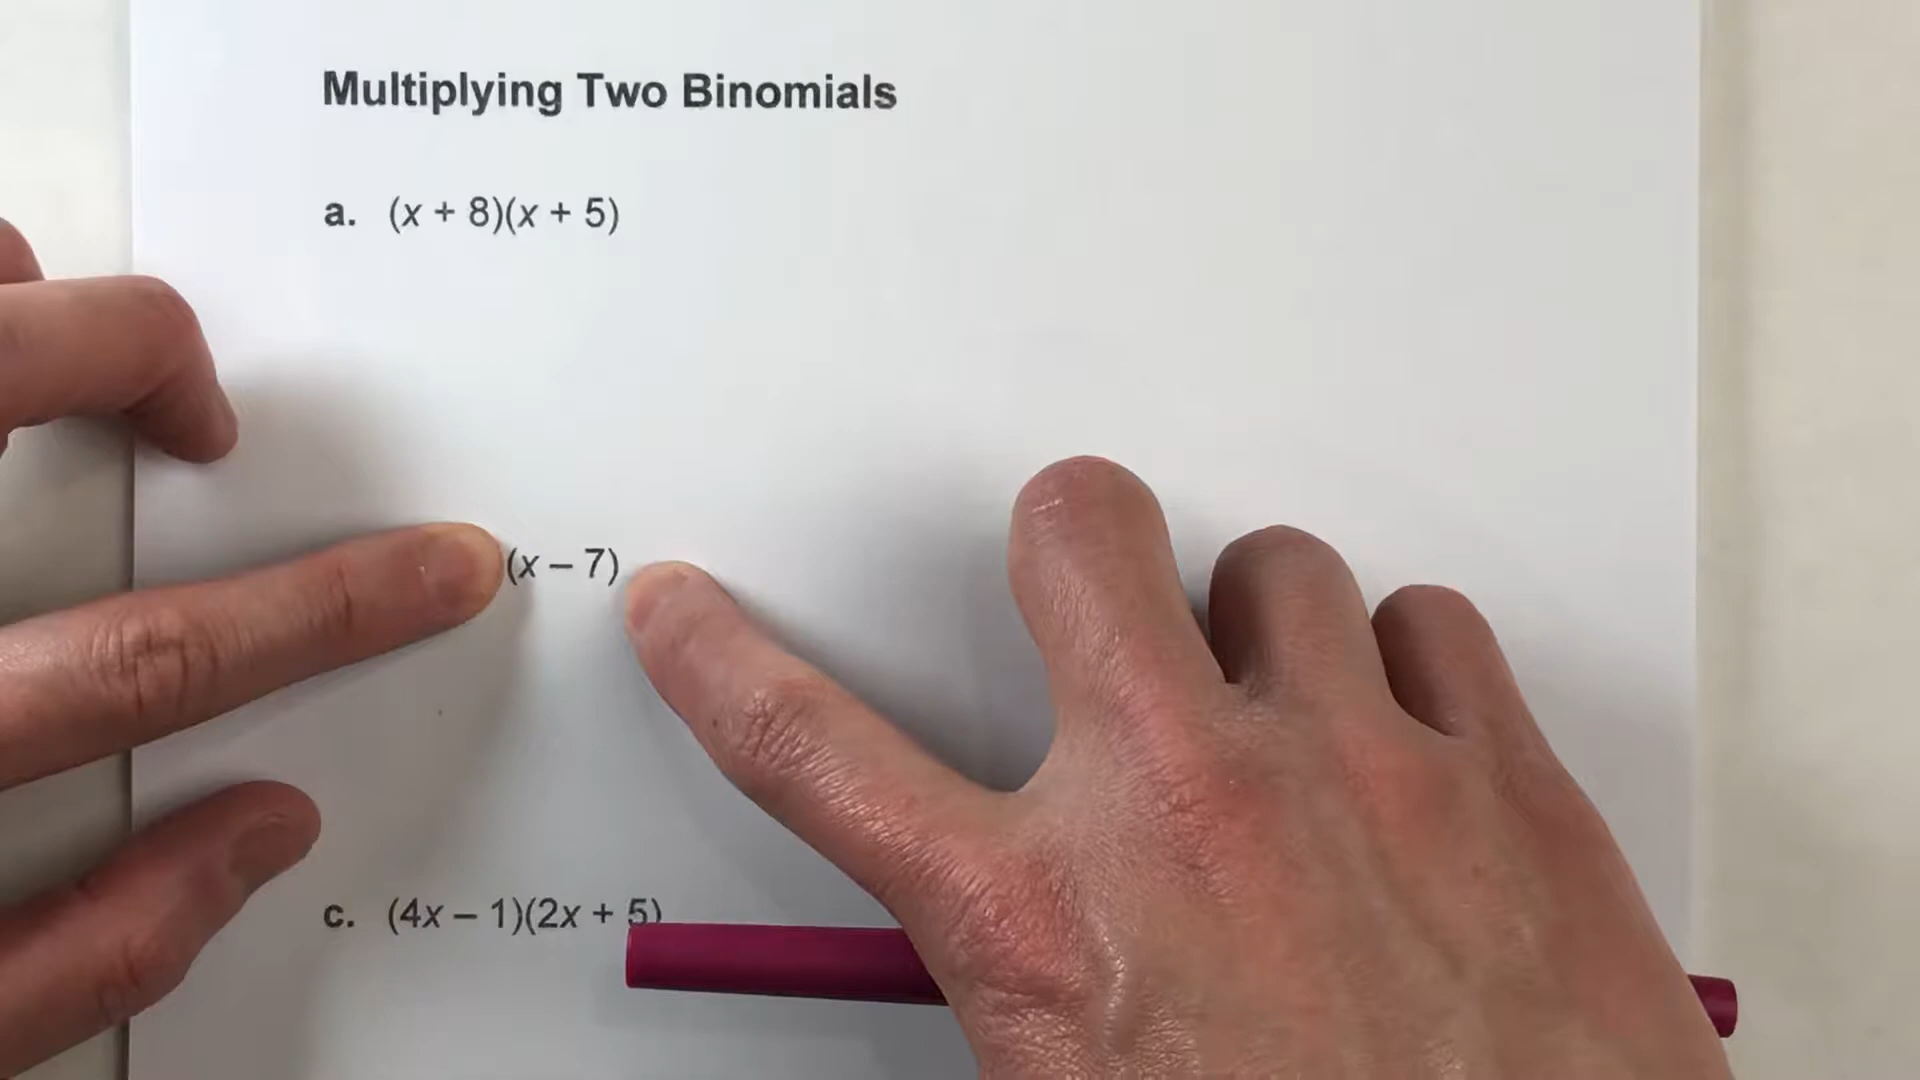 Multiplying Two Binomials
a. (x + 8)(x + 5)
(x – 7)
c. (4x – 1)(2x + 5)